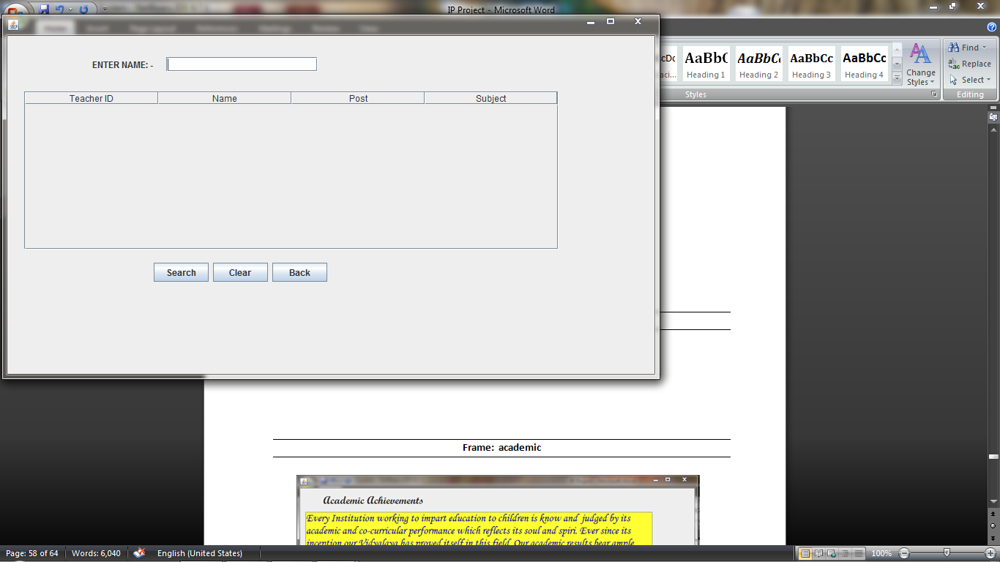 IP Project - Microsoft Word
Home Insert Page Layout References Mailings Review View
ENTER NAME: -
Teacher ID Name Post Subject
Search Clear Back
AaBbC AaBbCc AaBbCc AaBbCc
Heading 1 Heading 2 Heading 3 Heading 4
Change
Styles
Styles
Find
Replace
Select
Editing
Frame: academic
Academic Achievements
Every Institution working to impart education to children is know and judged by its
academic and co-curricular performance which reflects its soul and spiri. Ever since its
inception our Vidyalaya has proved itself in this field. Our academic results bear ample
Page: 58 of 64 Words: 6,040 English (United States) 100%